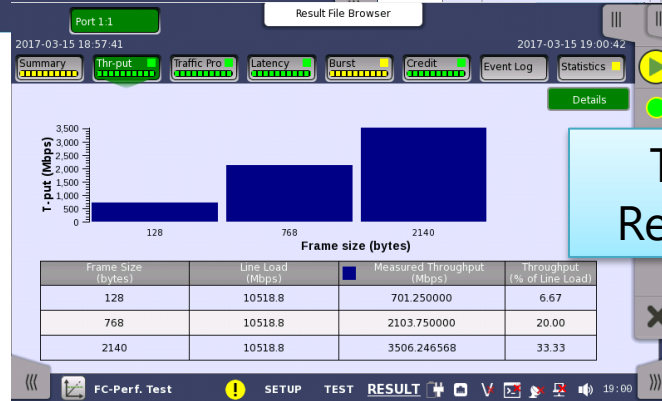 Port 1:1
Result File Browser
2017-03-15 18:57:41
2017-03-15 19:00:42
Summary Thr-put Traffic Pro Latency Burst Credit Event Log Statistics
Details
T-put (Mbps)
3,500
3,000
2,500
2,000
1,500
1,000
500
0
128 768 2140
Frame size (bytes)
Frame Size (bytes) Line Load (Mbps) Measured Throughput (Mbps) Throughput (% of Line Load)
128 10518.8 701.250000 6.67
768 10518.8 2103.750000 20.00
2140 10518.8 3506.246568 33.33
FC-Perf. Test ! SETUP TEST RESULT 19:00